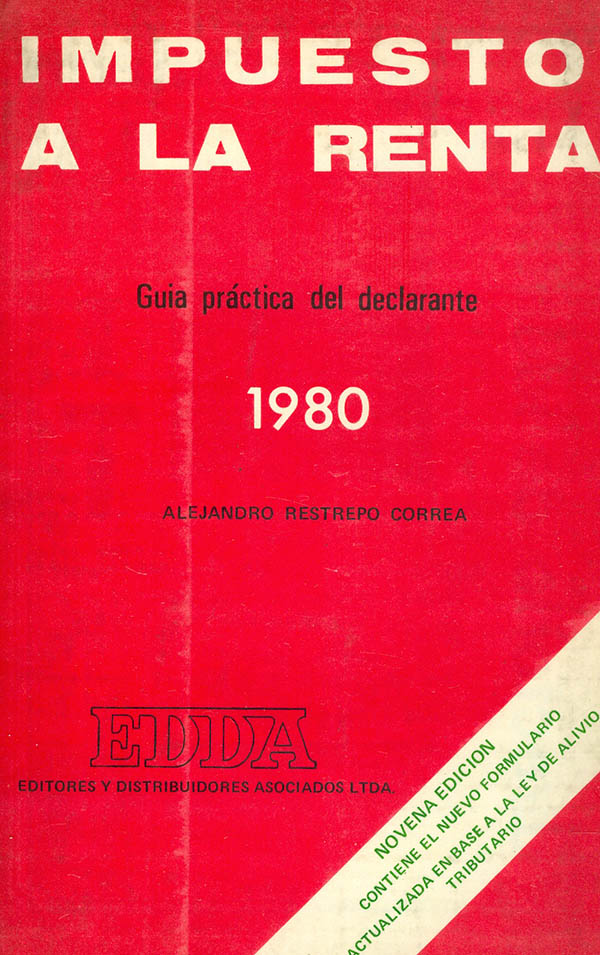 IMPUESTO
A LA RENTA
Guia práctica del declarante
1980
ALEJANDRO RESTREPO CORREA
EDDA
EDITORES Y DISTRIBUIDORES ASOCIADOS LTDA.
NOVENA EDICION
CONTIENE EL NUEVO FORMULARIO
ACTUALIZADA EN BASE A LA LEY DE ALIVIO
TRIBUTARIO